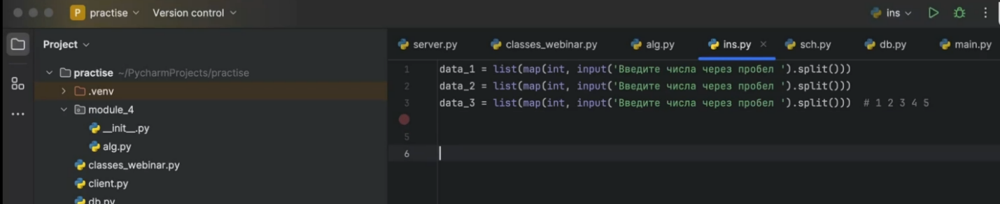 P practise Version control ins
Project
server.py classes_webinar.py alg.py ins.py sch.py db.py main.py
practise ~/PycharmProjects/practise
.venv
module_4
__init__.py
alg.py
classes_webinar.py
client.py
db.py
1 data_1 = list(map(int, input('Введите числа через пробел ').split()))
2 data_2 = list(map(int, input('Введите числа через пробел ').split()))
3 data_3 = list(map(int, input('Введите числа через пробел ').split())) # 1 2 3 4 5
5
6